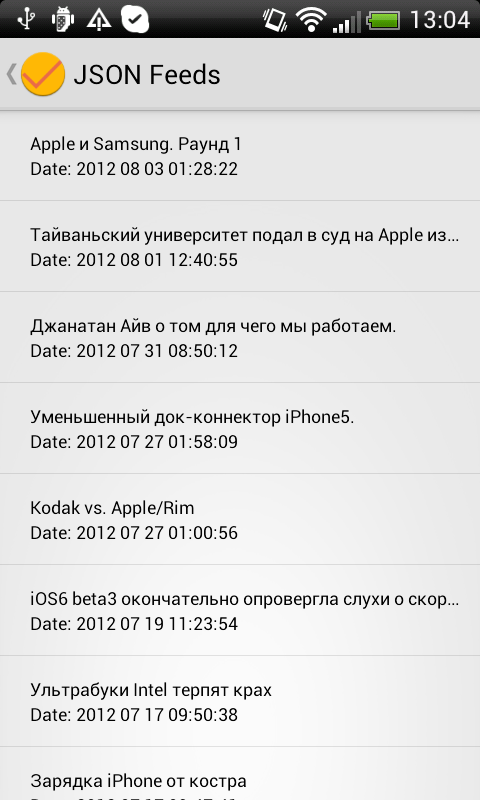 13:04
JSON Feeds
Apple и Samsung. Раунд 1
Date: 2012 08 03 01:28:22
Тайваньский университет подал в суд на Apple из...
Date: 2012 08 01 12:40:55
Джанатан Айв о том для чего мы работаем.
Date: 2012 07 31 08:50:12
Уменьшенный док-коннектор iPhone5.
Date: 2012 07 27 01:58:09
Kodak vs. Apple/Rim
Date: 2012 07 27 01:00:56
iOS6 beta3 окончательно опровергла слухи о скор...
Date: 2012 07 19 11:23:54
Ультрабуки Intel терпят крах
Date: 2012 07 17 09:50:38
Зарядка iPhone от костра